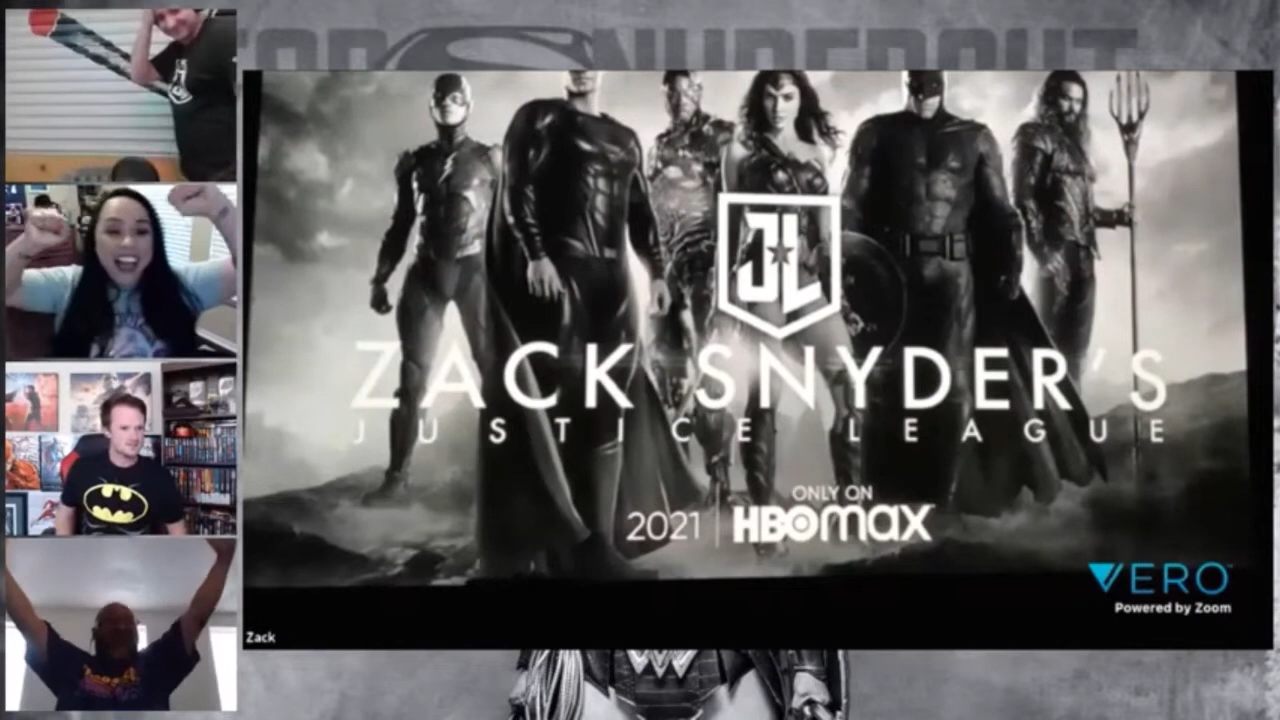 JL
ZACK SNYDER'S
JUSTICE LEAGUE
ONLY ON
2021 | HBOmax
VERO
Powered by Zoom
Zack